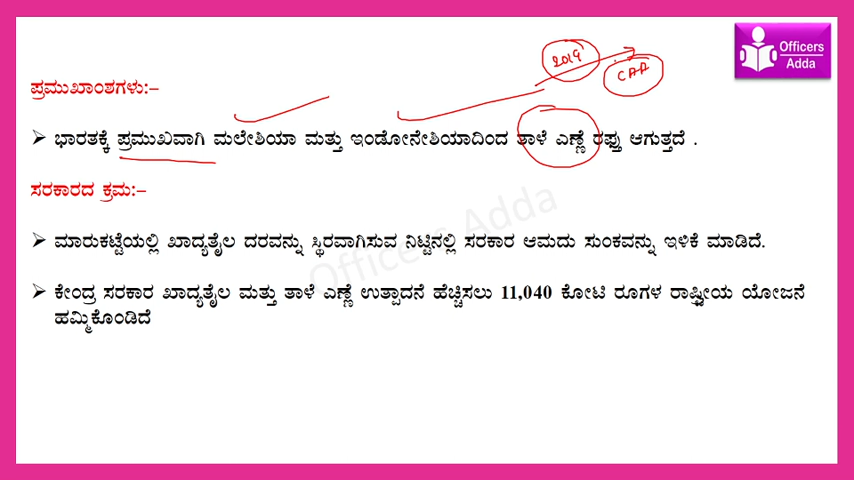 Officers
Adda
2019
CAA
ಪ್ರಮುಖಾಂಶಗಳು:-
➢ ಭಾರತಕ್ಕೆ ಪ್ರಮುಖವಾಗಿ ಮಲೇಶಿಯಾ ಮತ್ತು ಇಂಡೋನೇಶಿಯಾದಿಂದ ತಾಳೆ ಎಣ್ಣೆ ರಫ್ತು ಆಗುತ್ತದೆ .
ಸರಕಾರದ ಕ್ರಮ:-
➢ ಮಾರುಕಟ್ಟೆಯಲ್ಲಿ ಖಾದ್ಯತೈಲ ದರವನ್ನು ಸ್ಥಿರವಾಗಿಸುವ ನಿಟ್ಟಿನಲ್ಲಿ ಸರಕಾರ ಆಮದು ಸುಂಕವನ್ನು ಇಳಿಕೆ ಮಾಡಿದೆ.
➢ ಕೇಂದ್ರ ಸರಕಾರ ಖಾದ್ಯತೈಲ ಮತ್ತು ತಾಳೆ ಎಣ್ಣೆ ಉತ್ಪಾದನೆ ಹೆಚ್ಚಿಸಲು 11,040 ಕೋಟಿ ರೂಗಳ ರಾಷ್ಟ್ರೀಯ ಯೋಜನೆ
ಹಮ್ಮಿಕೊಂಡಿದೆ
Officers Adda